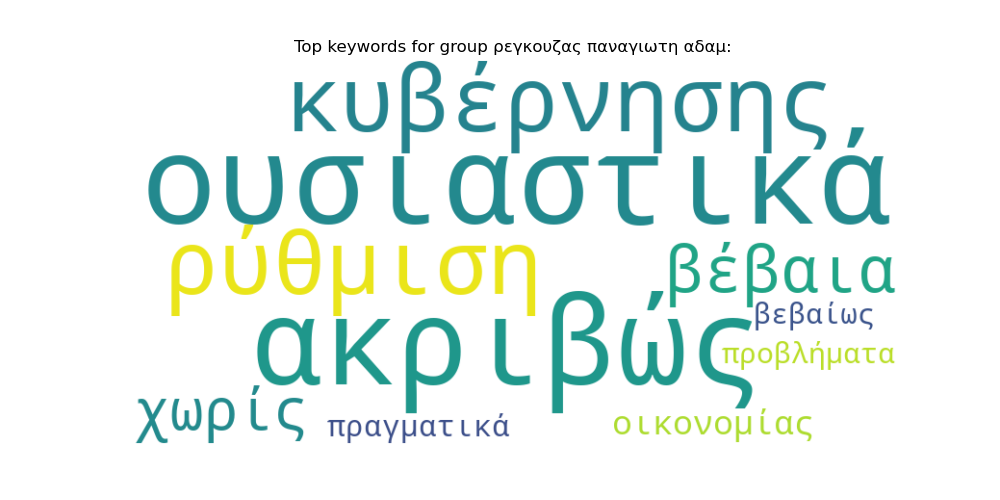 Top keywords for group ρεγκουζας παναγιωτη αδαμ:
κυβέρνησης
ουσιαστικά
ρύθμιση
βέβαια
βεβαίως
ακριβώς
προβλήματα
χωρίς
πραγματικά
οικονομίας